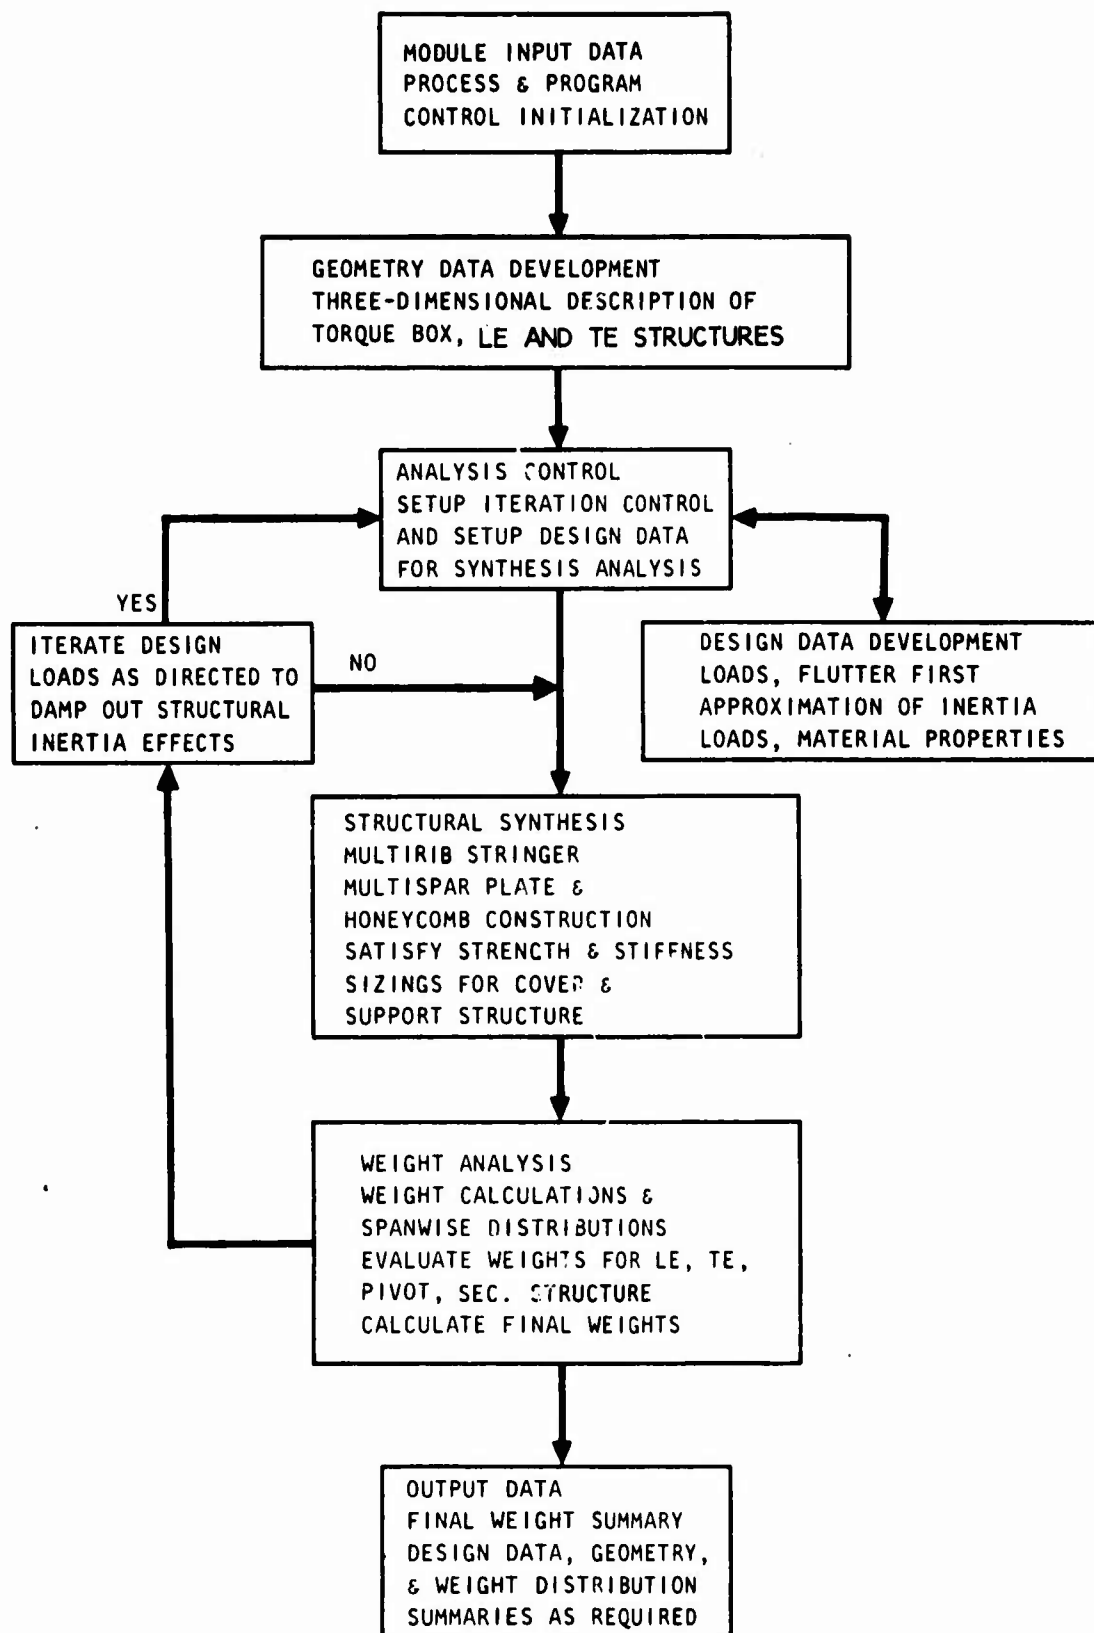 MODULE INPUT DATA
PROCESS & PROGRAM
CONTROL INITIALIZATION
GEOMETRY DATA DEVELOPMENT
THREE-DIMENSIONAL DESCRIPTION OF
TORQUE BOX, LE AND TE STRUCTURES
ANALYSIS CONTROL
SETUP ITERATION CONTROL
AND SETUP DESIGN DATA
FOR SYNTHESIS ANALYSIS
YES
ITERATE DESIGN
LOADS AS DIRECTED TO
DAMP OUT STRUCTURAL
INERTIA EFFECTS
NO
DESIGN DATA DEVELOPMENT
LOADS, FLUTTER FIRST
APPROXIMATION OF INERTIA
LOADS, MATERIAL PROPERTIES
STRUCTURAL SYNTHESIS
MULTIRIB STRINGER
MULTISPAR PLATE &
HONEYCOMB CONSTRUCTION
SATISFY STRENGTH & STIFFNESS
SIZINGS FOR COVER &
SUPPORT STRUCTURE
WEIGHT ANALYSIS
WEIGHT CALCULATIONS &
SPANWISE DISTRIBUTIONS
EVALUATE WEIGHTS FOR LE, TE,
PIVOT, SEC. STRUCTURE
CALCULATE FINAL WEIGHTS
OUTPUT DATA
FINAL WEIGHT SUMMARY
DESIGN DATA, GEOMETRY,
& WEIGHT DISTRIBUTION
SUMMARIES AS REQUIRED